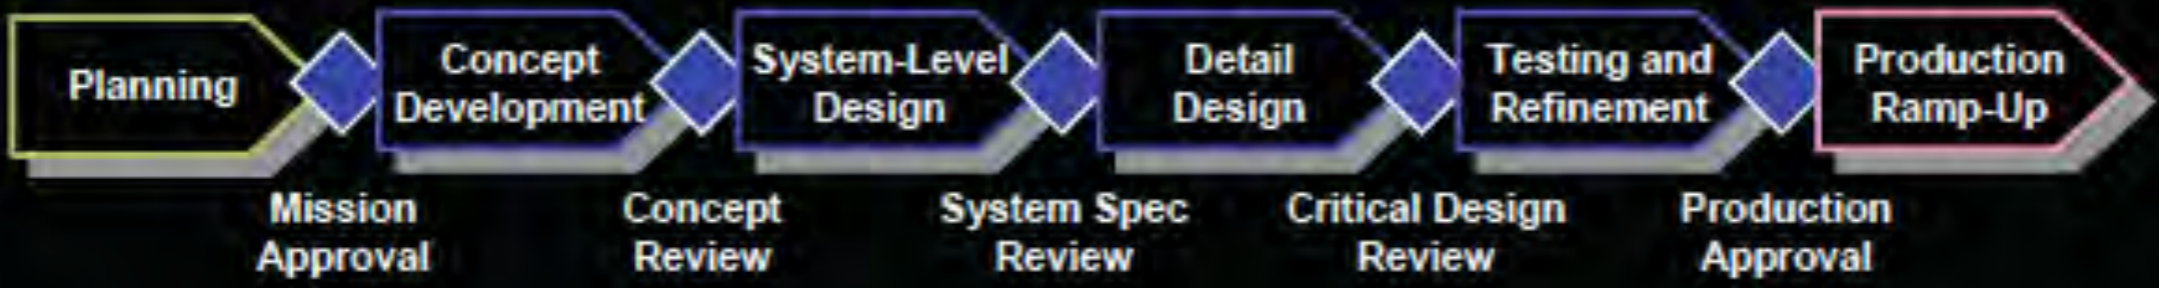 Planning
Concept
Development
System-Level
Design
Detail
Design
Testing and
Refinement
Production
Ramp-Up
Mission
Approval
Concept
Review
System Spec
Review
Critical Design
Review
Production
Approval